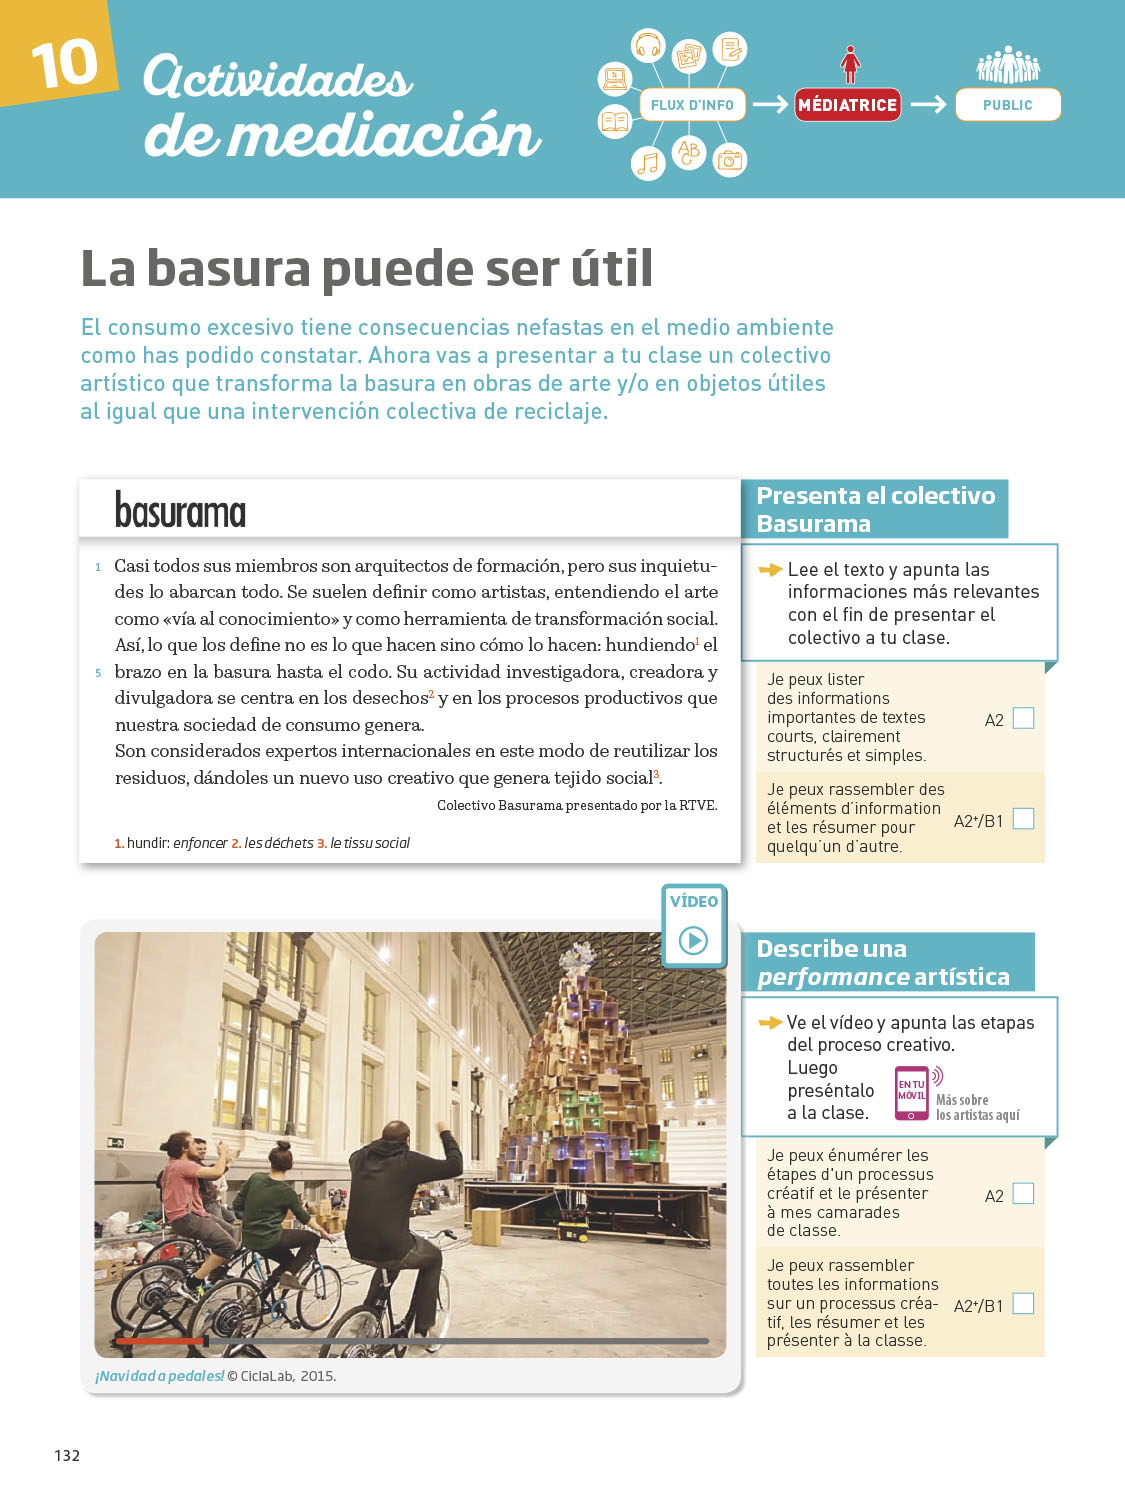 10
Actividades
de mediación
FLUX D'INFO
MÉDIATRICE
PUBLIC
AB
C
La basura puede ser útil
El consumo excesivo tiene consecuencias nefastas en el medio ambiente
como has podido constatar. Ahora vas a presentar a tu clase un colectivo
artístico que transforma la basura en obras de arte y/o en objetos útiles
al igual que una intervención colectiva de reciclaje.
basurama
1 Casi todos sus miembros son arquitectos de formación, pero sus inquietu-
des lo abarcan todo. Se suelen definir como artistas, entendiendo el arte
como «vía al conocimiento» y como herramienta de transformación social.
Así, lo que los define no es lo que hacen sino cómo lo hacen: hundiendo1 el
5 brazo en la basura hasta el codo. Su actividad investigadora, creadora y
divulgadora se centra en los desechos2 y en los procesos productivos que
nuestra sociedad de consumo genera.
Son considerados expertos internacionales en este modo de reutilizar los
residuos, dándoles un nuevo uso creativo que genera tejido social3.
Colectivo Basurama presentado por la RTVE.
1. hundir: enfoncer 2. les déchets 3. le tissu social
Presenta el colectivo
Basurama
Lee el texto y apunta las
informaciones más relevantes
con el fin de presentar el
colectivo a tu clase.
Je peux lister
des informations
importantes de textes
courts, clairement
structurés et simples.
A2
Je peux rassembler des
éléments d'information
et les résumer pour
quelqu'un d'autre.
A2+/B1
VÍDEO
¡Navidad a pedales! © CiclaLab, 2015.
Describe una
performance artística
Ve el vídeo y apunta las etapas
del proceso creativo.
Luego
preséntalo
a la clase.
EN TU
MÓVIL
Más sobre
los artistas aquí
Je peux énumérer les
étapes d'un processus
créatif et le présenter
à mes camarades
de classe.
A2
Je peux rassembler
toutes les informations
sur un processus créa-
tif, les résumer et les
présenter à la classe.
A2+/B1
132